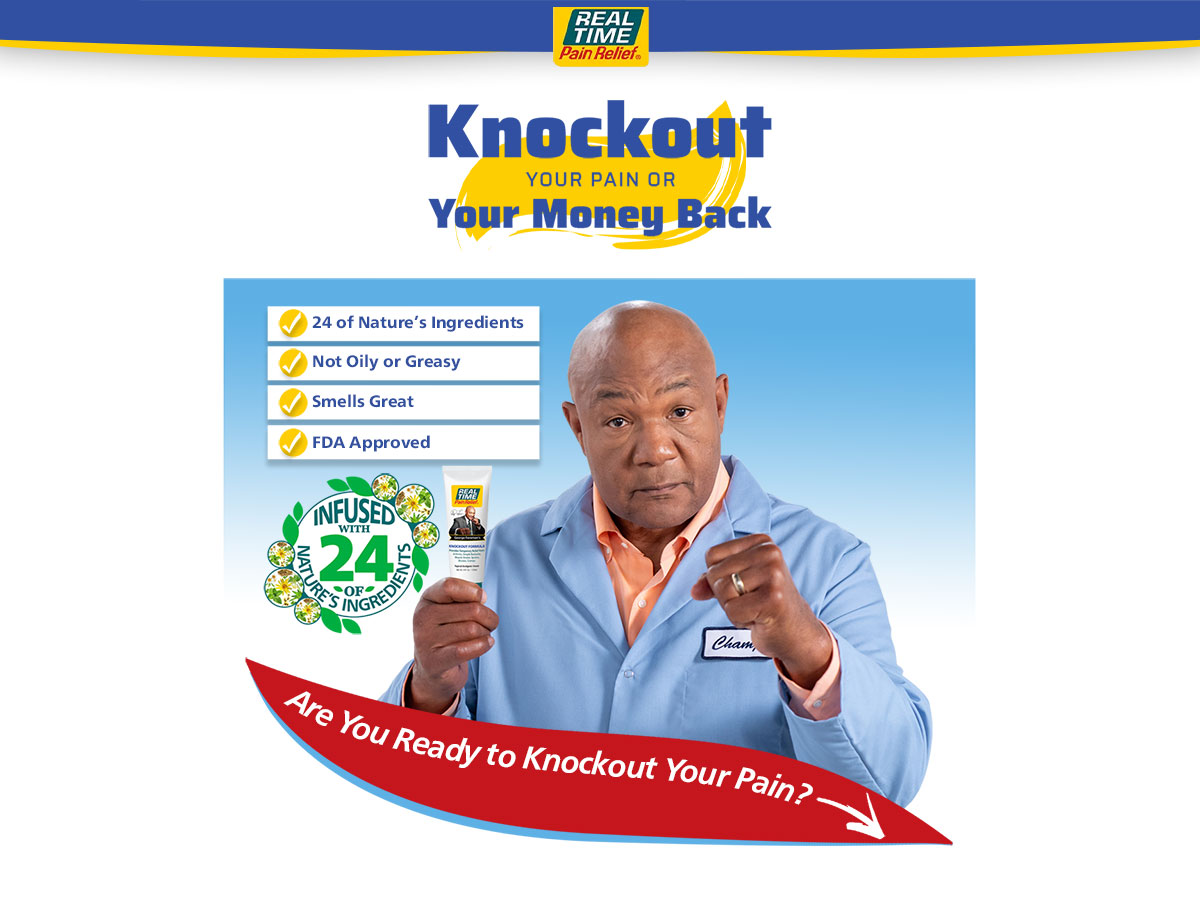 REAL
TIME
Pain Relief®
Knockout
YOUR PAIN OR
Your Money Back
24 of Nature's Ingredients
Not Oily or Greasy
Smells Great
FDA Approved
INFUSED
WITH
24
OF
NATURE'S INGREDIENTS
REAL
TIME
Pain Relief
KNOCKOUT FORMULA
Champ
Are You Ready to Knockout Your Pain?